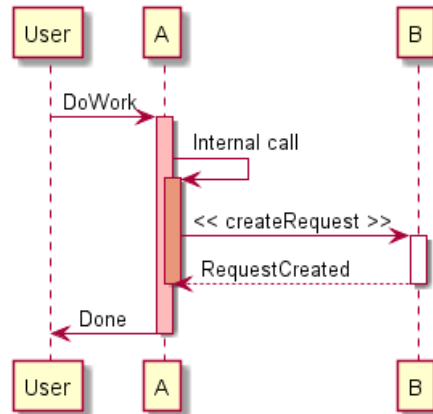 User
A
B
DoWork
Internal call
<< createRequest >>
RequestCreated
Done
User
A
B